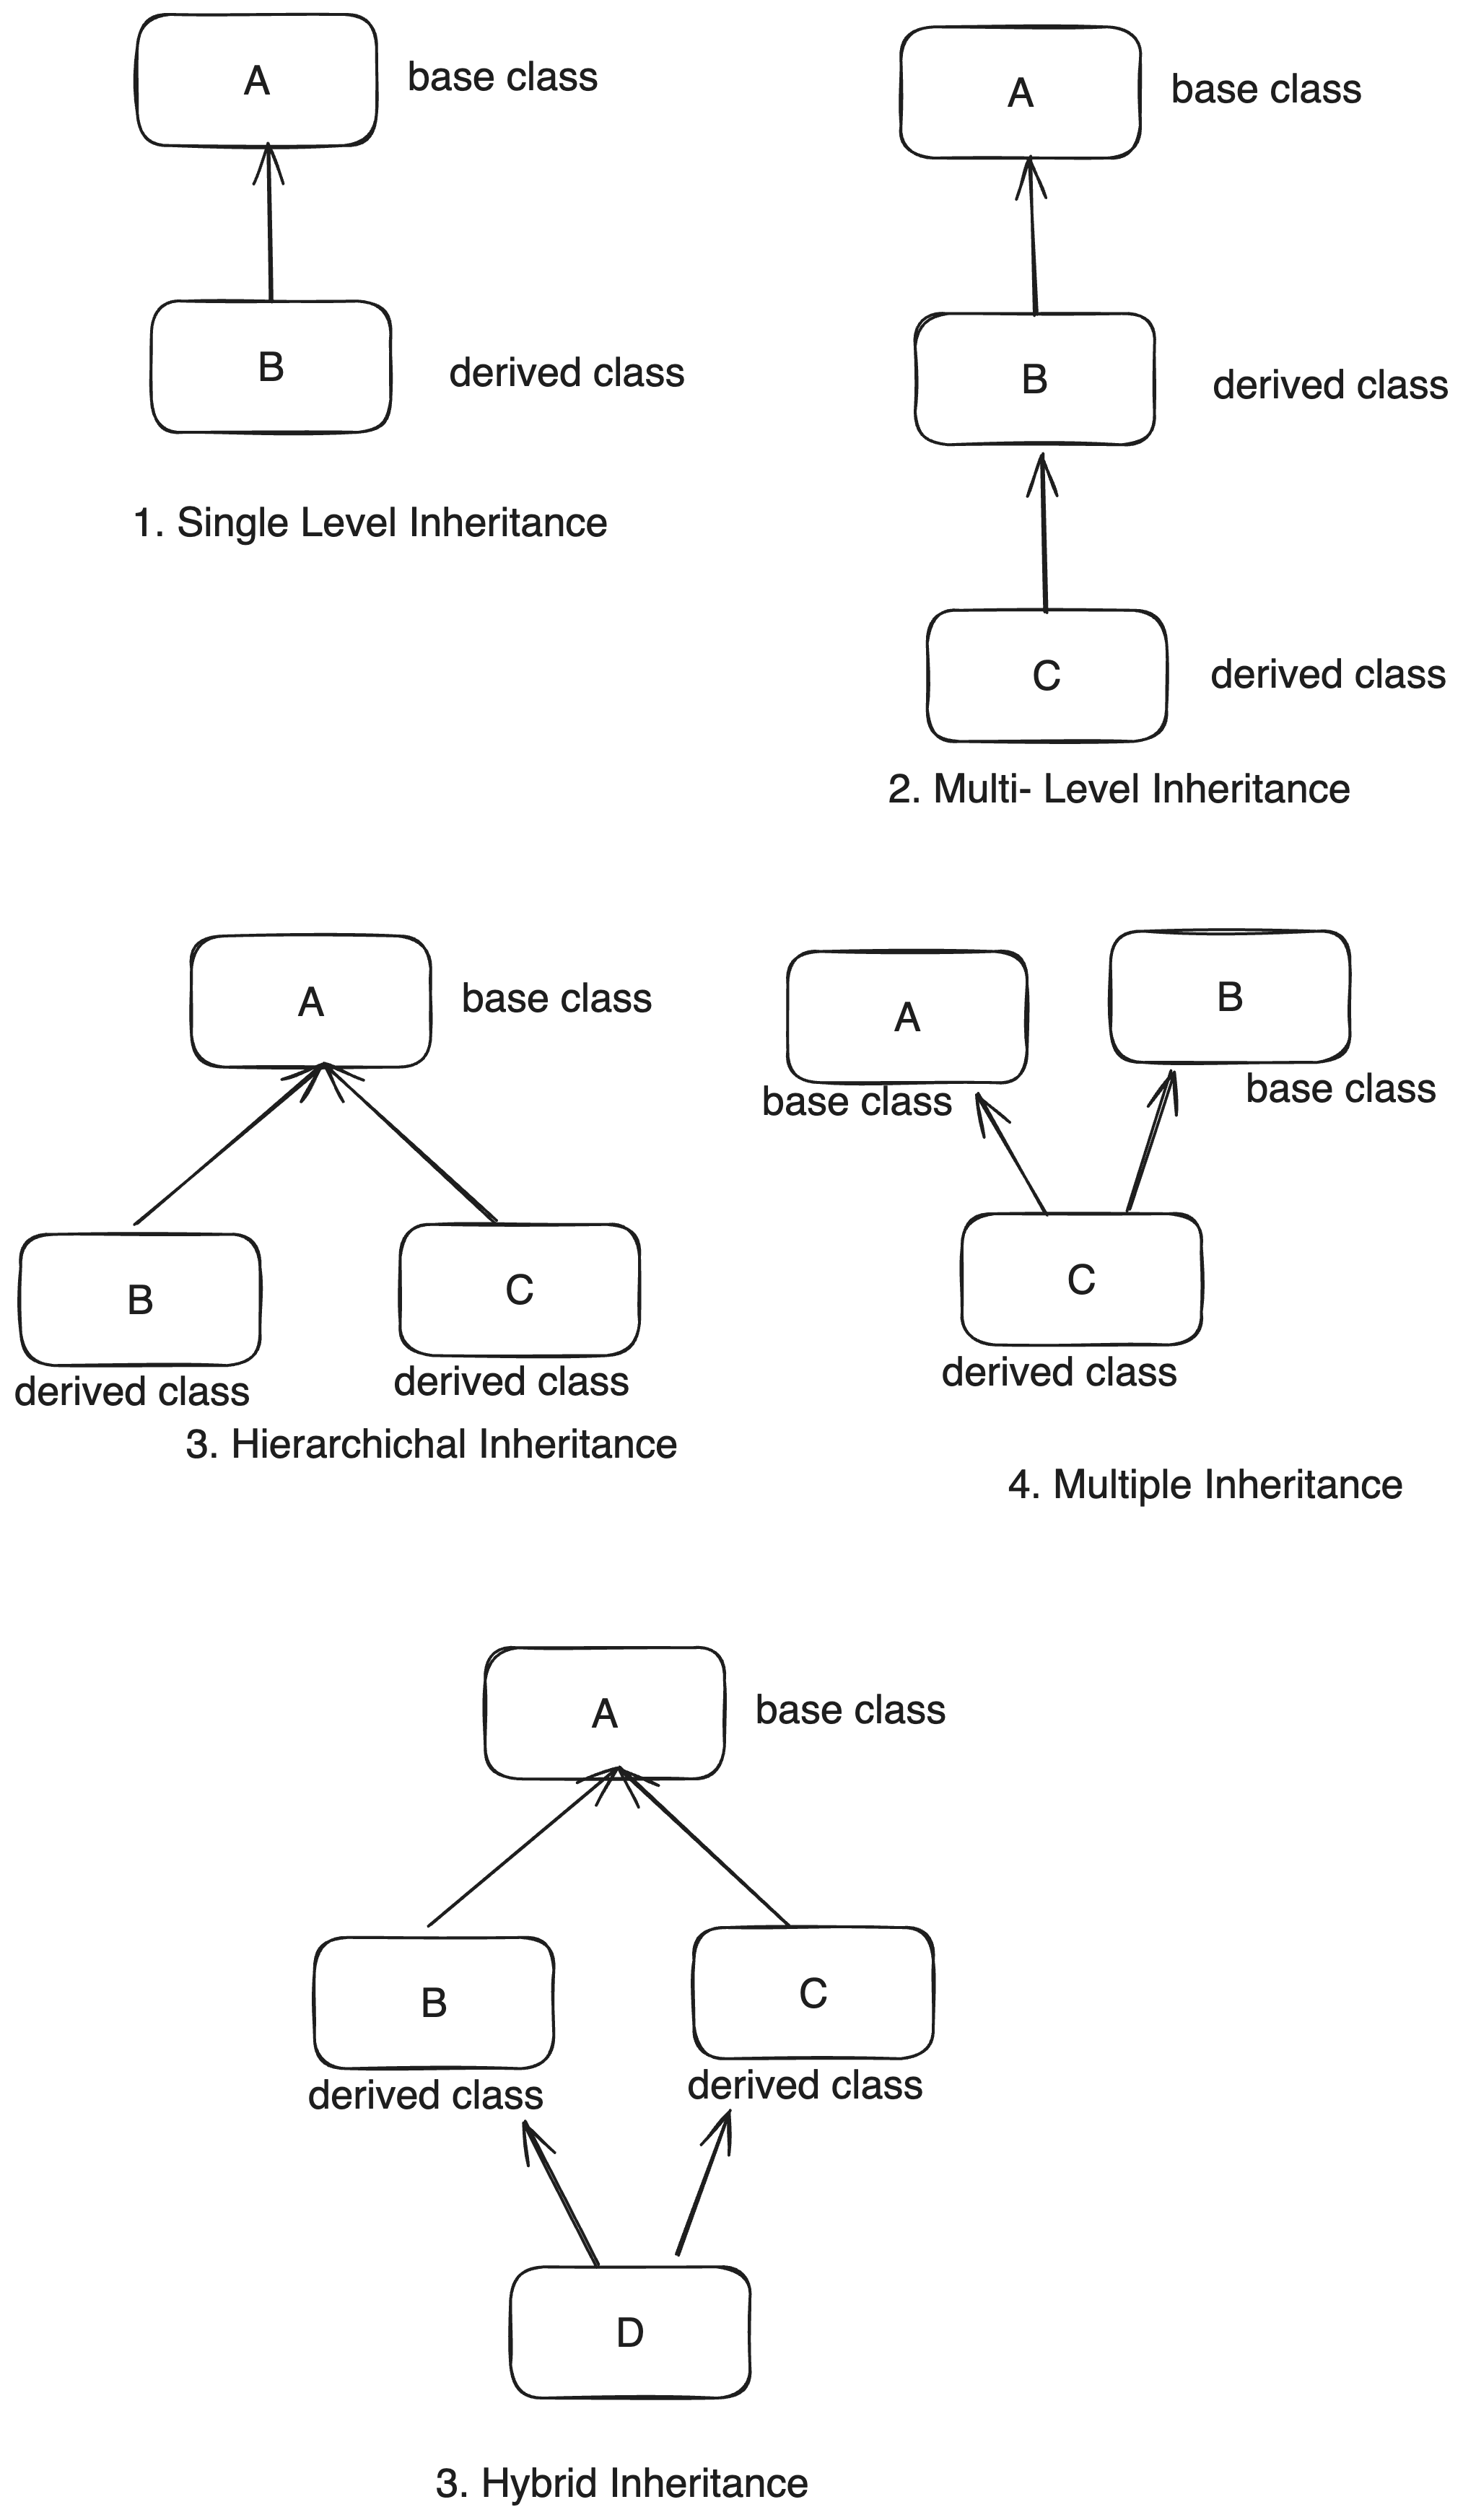 A
base class
B
derived class
1. Single Level Inheritance
A
base class
B
derived class
C
derived class
2. Multi- Level Inheritance
A
base class
B
derived class
C
derived class
3. Hierarchichal Inheritance
A
base class
B
base class
C
derived class
4. Multiple Inheritance
A
base class
B
derived class
C
derived class
D
3. Hybrid Inheritance